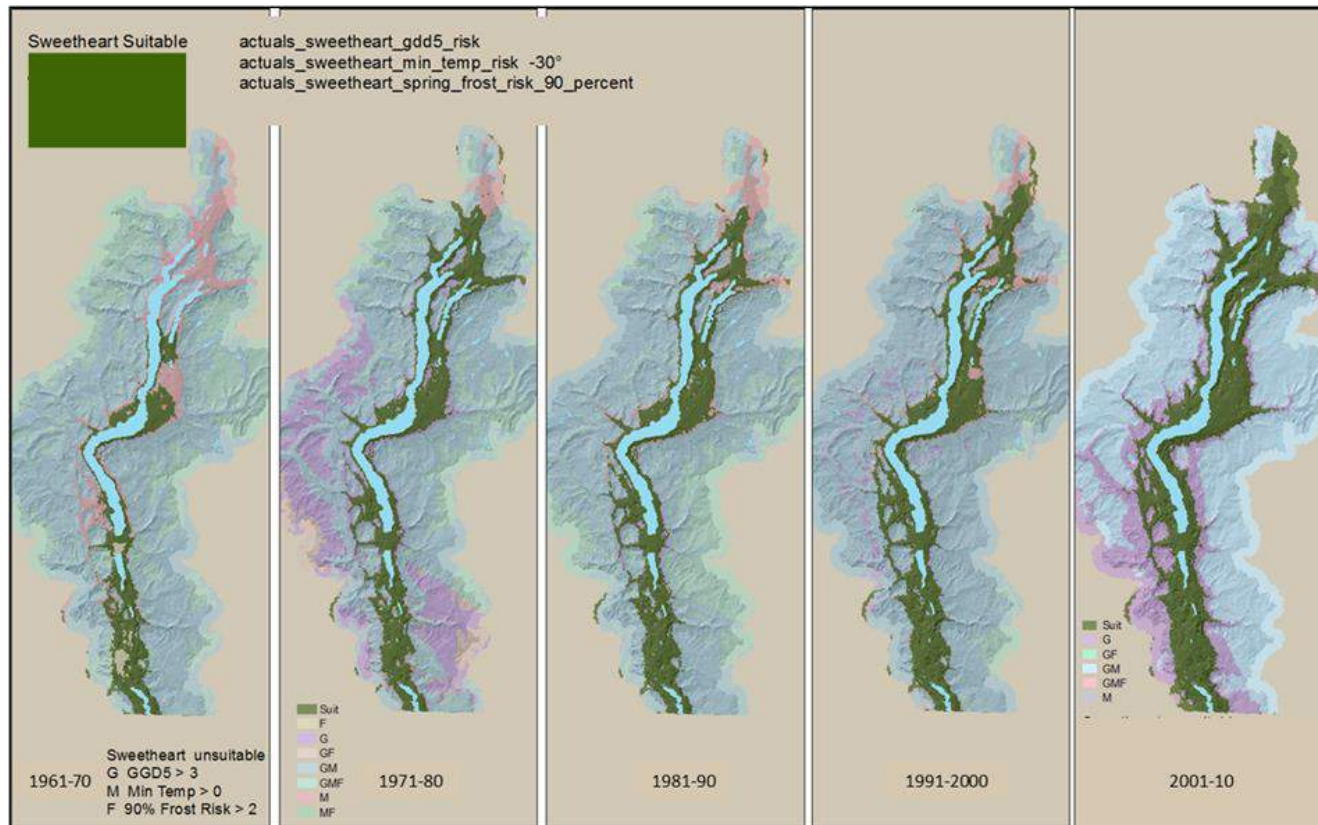 Sweetheart Suitable
actuals_sweetheart_gdd5_risk
actuals_sweetheart_min_temp_risk -30°
actuals_sweetheart_spring_frost_risk_90_percent
Sweetheart unsuitable
G GGD5 > 3
M Min Temp > 0
F 90% Frost Risk > 2
1961-70
Suit
F
G
GF
GM
GMF
M
MF
1971-80
1981-90
1991-2000
Suit
G
GF
GM
GMF
M
2001-10